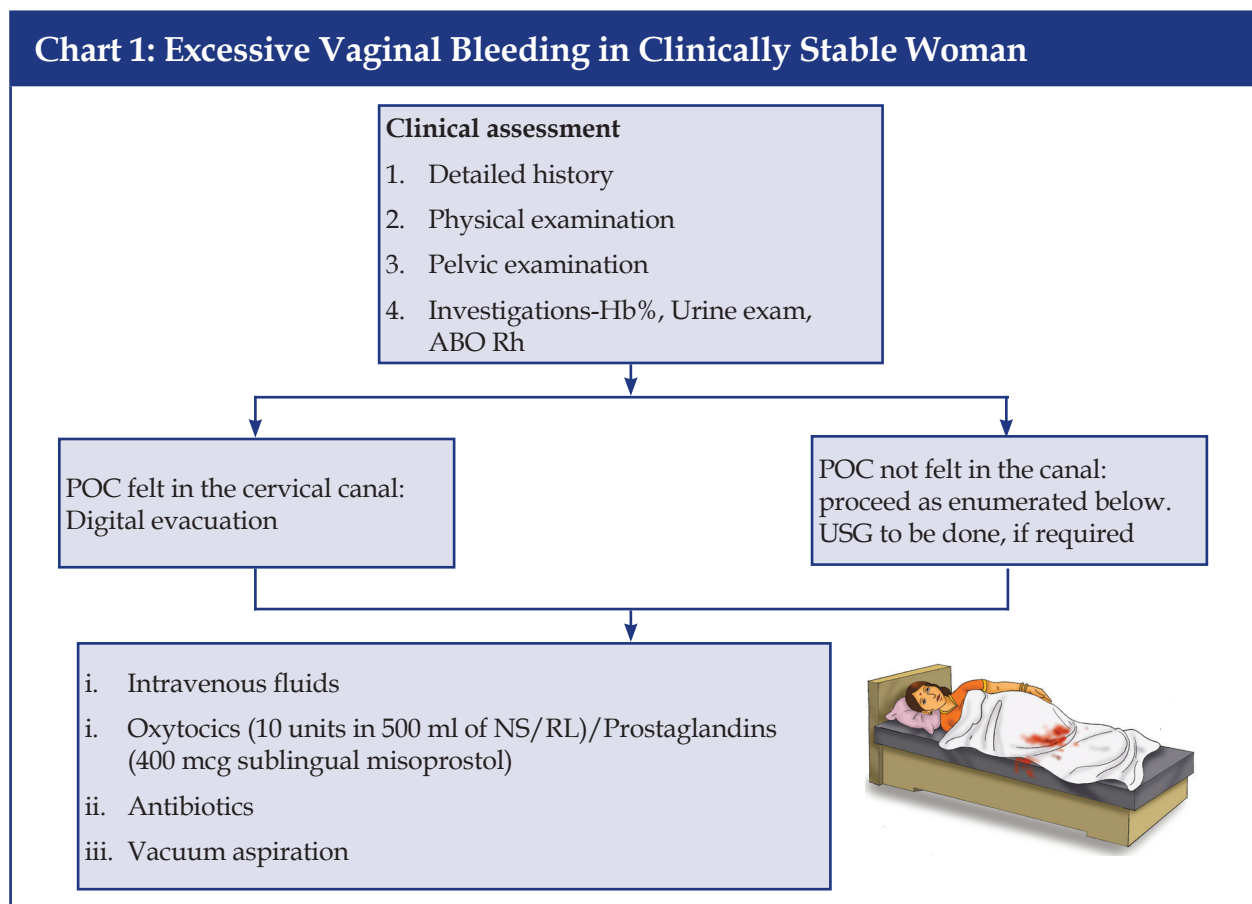 Chart 1: Excessive Vaginal Bleeding in Clinically Stable Woman
Clinical assessment
1. Detailed history
2. Physical examination
3. Pelvic examination
4. Investigations-Hb%, Urine exam,
ABO Rh
POC felt in the cervical canal:
Digital evacuation
POC not felt in the canal:
proceed as enumerated below.
USG to be done, if required
i. Intravenous fluids
i. Oxytocics (10 units in 500 ml of NS/RL)/Prostaglandins
(400 mcg sublingual misoprostol)
ii. Antibiotics
iii. Vacuum aspiration